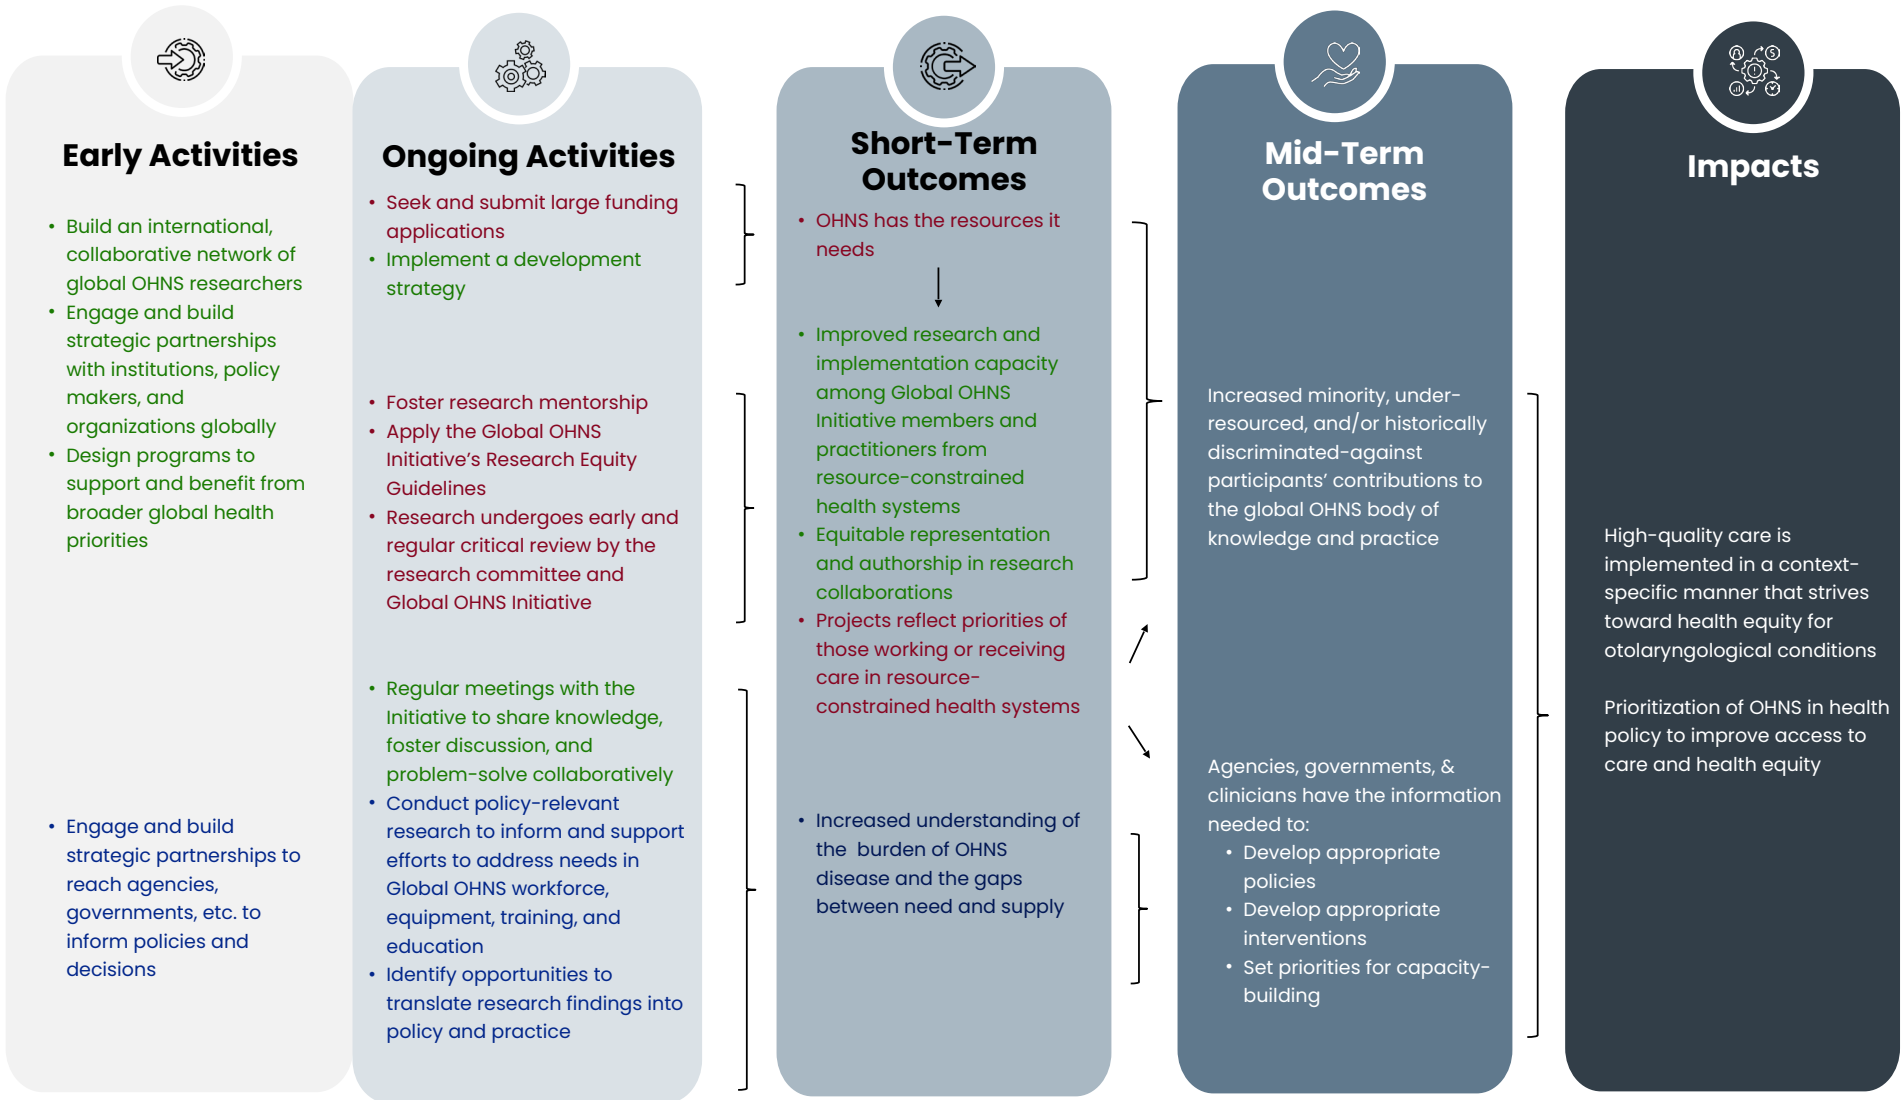 Early Activities
• Build an international,
collaborative network of
global OHNS researchers
• Engage and build
strategic partnerships
with institutions, policy
makers, and
organizations globally
• Design programs to
support and benefit from
broader global health
priorities
• Engage and build
strategic partnerships to
reach agencies,
governments, etc. to
inform policies and
decisions
Ongoing Activities
• Seek and submit large funding
applications
• Implement a development
strategy
• Foster research mentorship
• Apply the Global OHNS
Initiative’s Research Equity
Guidelines
• Research undergoes early and
regular critical review by the
research committee and
Global OHNS Initiative
• Regular meetings with the
Initiative to share knowledge,
foster discussion, and
problem-solve collaboratively
• Conduct policy-relevant
research to inform and support
efforts to address needs in
Global OHNS workforce,
equipment, training, and
education
• Identify opportunities to
translate research findings into
policy and practice
Short-Term
Outcomes
• OHNS has the resources it
needs
• Improved research and
implementation capacity
among Global OHNS
Initiative members and
practitioners from
resource-constrained
health systems
• Equitable representation
and authorship in research
collaborations
• Projects reflect priorities of
those working or receiving
care in resource-
constrained health systems
• Increased understanding of
the burden of OHNS
disease and the gaps
between need and supply
Mid-Term
Outcomes
Increased minority, under-
resourced, and/or historically
discriminated-against
participants’ contributions to
the global OHNS body of
knowledge and practice
Agencies, governments, &
clinicians have the information
needed to:
• Develop appropriate
policies
• Develop appropriate
interventions
• Set priorities for capacity-
building
Impacts
High-quality care is
implemented in a context-
specific manner that strives
toward health equity for
otolaryngological conditions
Prioritization of OHNS in health
policy to improve access to
care and health equity